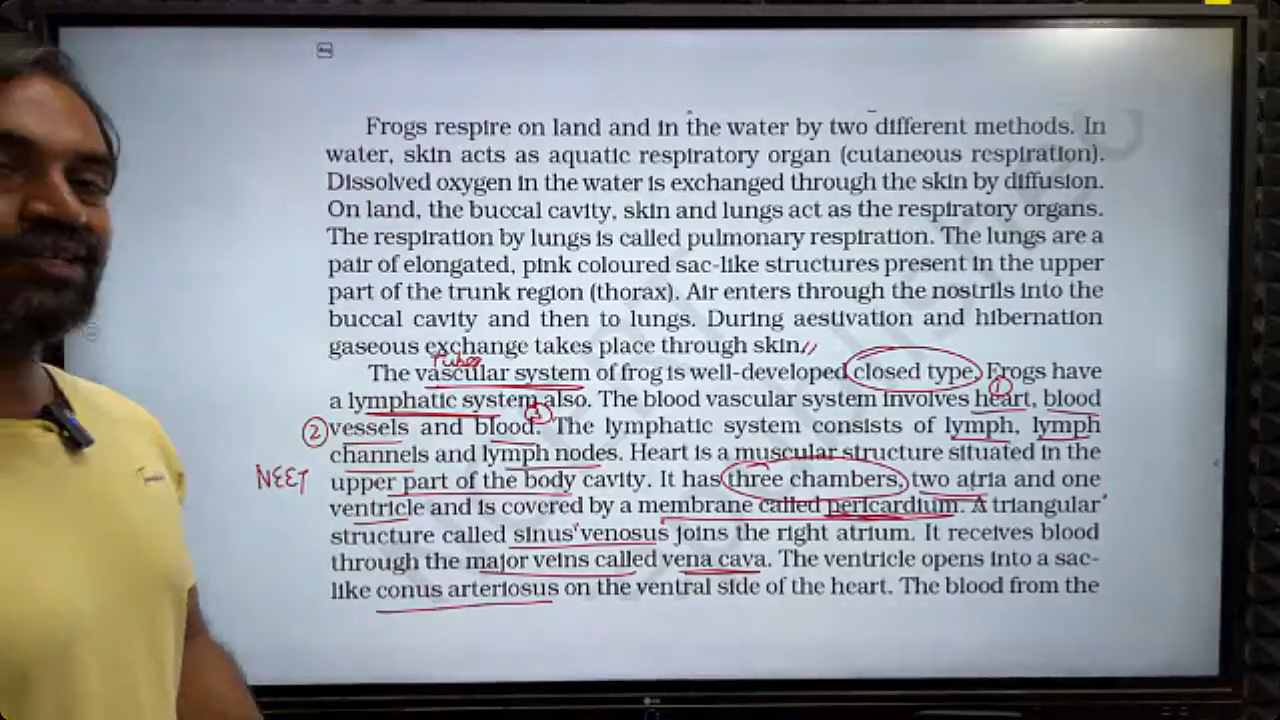 Frogs respire on land and in the water by two different methods. In
water, skin acts as aquatic respiratory organ (cutaneous respiration).
Dissolved oxygen in the water is exchanged through the skin by diffusion.
On land, the buccal cavity, skin and lungs act as the respiratory organs.
The respiration by lungs is called pulmonary respiration. The lungs are a
pair of elongated, pink coloured sac-like structures present in the upper
part of the trunk region (thorax). Air enters through the nostrils into the
buccal cavity and then to lungs. During aestivation and hibernation
gaseous exchange takes place through skin.
Tubes
The vascular system of frog is well-developed closed type. Frogs have
1
a lymphatic system also. The blood vascular system involves heart, blood
3
2 vessels and blood. The lymphatic system consists of lymph, lymph
channels and lymph nodes. Heart is a muscular structure situated in the
NEET upper part of the body cavity. It has three chambers, two atria and one
ventricle and is covered by a membrane called pericardium. A triangular
structure called sinus venosus joins the right atrium. It receives blood
through the major veins called vena cava. The ventricle opens into a sac-
like conus arteriosus on the ventral side of the heart. The blood from the
LG